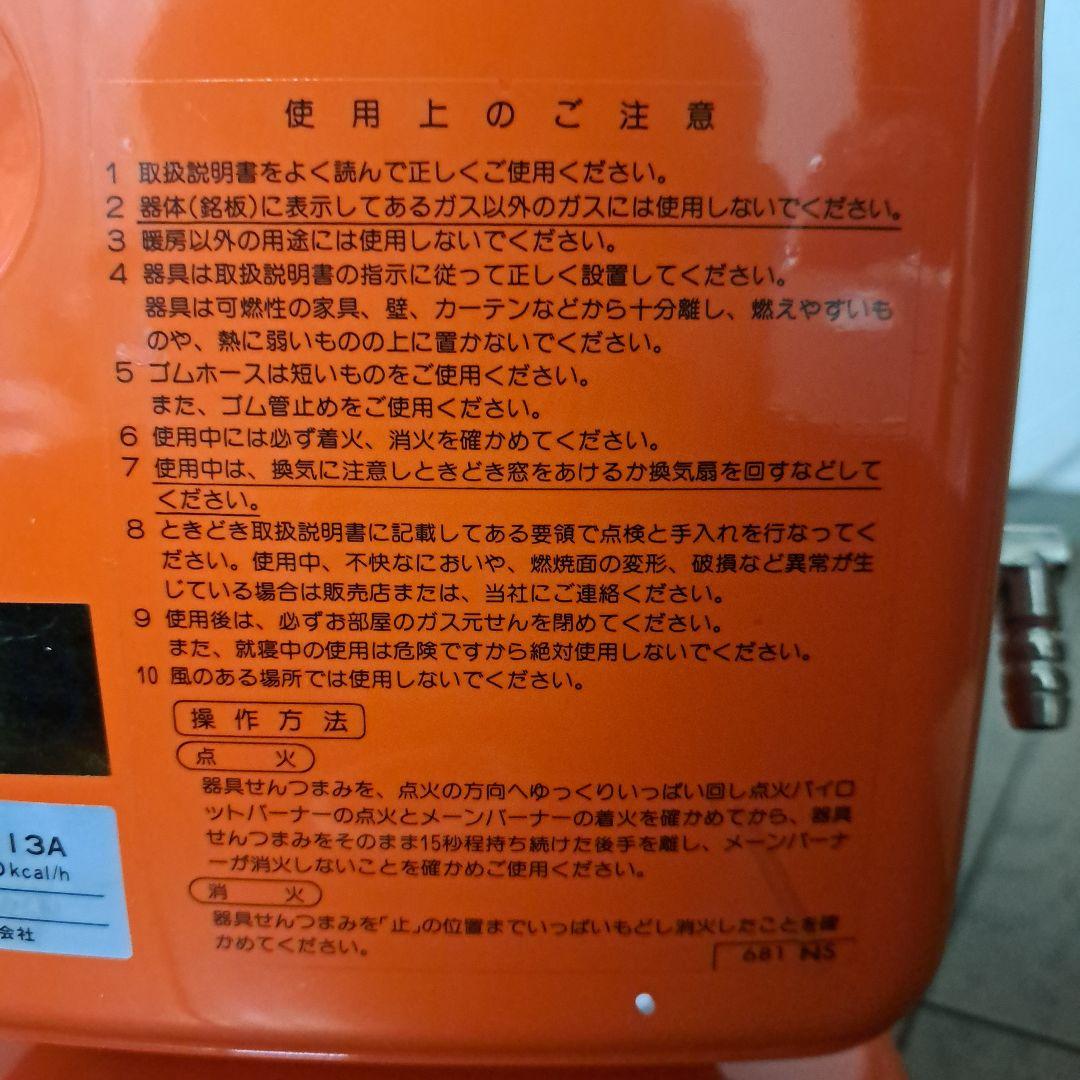 使用上のご注意
1 取扱説明書をよく読んで正しくご使用ください。
2 器体(銘板)に表示してあるガス以外のガスには使用しないでください。
3 暖房以外の用途には使用しないでください。
4 器具は取扱説明書の指示に従って正しく設置してください。
器具は可燃性の家具、壁、カーテンなどから十分離し、燃えやすいも
のや、熱に弱いものの上に置かないでください。
5 ゴムホースは短いものをご使用ください。
また、ゴム管止めをご使用ください。
6 使用中には必ず着火、消火を確かめてください。
7 使用中は、換気に注意しときどき窓をあけるか換気扇を回すなどして
ください。
8 ときどき取扱説明書に記載してある要領で点検と手入れを行なってく
ださい。使用中、不快なにおいや、燃焼面の変形、破損など異常が生
じている場合は販売店または、当社にご連絡ください。
9 使用後は、必ずお部屋のガス元せんを閉めてください。
また、就寝中の使用は危険ですから絶対使用しないでください。
10 風のある場所では使用しないでください。
操作方法
点火
器具せんつまみを、点火の方向へゆっくりいっぱい回し点火パイロ
ットバーナーの点火とメーンバーナーの着火を確かめてから、器具
せんつまみをそのまま15秒程持ち続けた後手を離し、メーンバーナ
ーが消火しないことを確かめご使用ください。
消火
器具せんつまみを「止」の位置までいっぱいもどし消火したことを確
かめてください。
681 NS
13A
kcal/h
会社